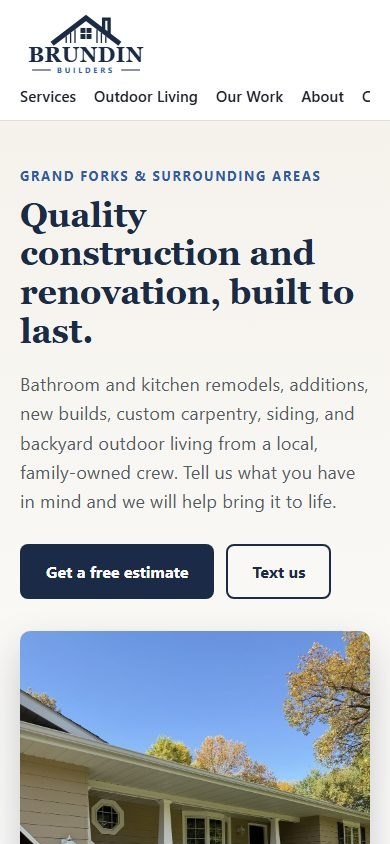 BRUNDIN
BUILDERS
Services Outdoor Living Our Work About C
GRAND FORKS & SURROUNDING AREAS
Quality
construction and
renovation, built to
last.
Bathroom and kitchen remodels, additions,
new builds, custom carpentry, siding, and
backyard outdoor living from a local,
family-owned crew. Tell us what you have
in mind and we will help bring it to life.
Get a free estimate Text us